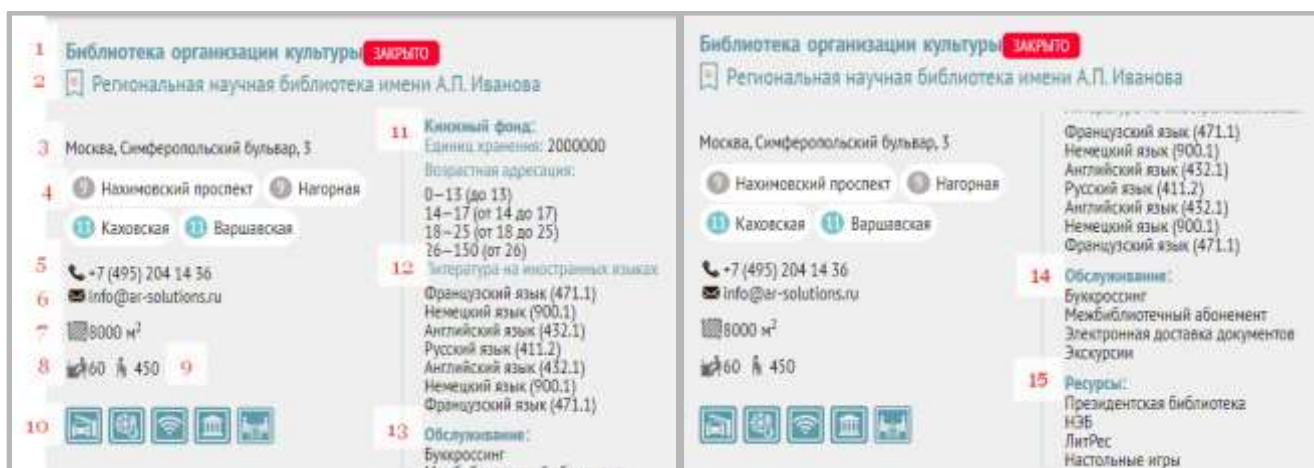 1 Библиотека организации культуры ЗАКРЫТО
2 Региональная научная библиотека имени А.П. Иванова
3 Москва, Симферопольский бульвар, 3
4 9 Нахимовский проспект 9 Нагорная
11 Каховская 11 Варшавская
5 +7 (495) 204 14 36
6 info@ar-solutions.ru
7 8000 м²
8 60 450 9
10
11 Книжный фонд:
Единиц хранения: 2000000
Возрастная адресация:
0–13 (до 13)
14–17 (от 14 до 17)
18–25 (от 18 до 25)
26–150 (от 26)
12 Литература на иностранных языках
Французский язык (471.1)
Немецкий язык (900.1)
Английский язык (432.1)
Русский язык (411.2)
Английский язык (432.1)
Немецкий язык (900.1)
Французский язык (471.1)
13 Обслуживание:
Буккроссинг
Библиотека организации культуры ЗАКРЫТО
Региональная научная библиотека имени А.П. Иванова
Москва, Симферопольский бульвар, 3
9 Нахимовский проспект 9 Нагорная
11 Каховская 11 Варшавская
+7 (495) 204 14 36
info@ar-solutions.ru
8000 м²
60 450
Французский язык (471.1)
Немецкий язык (900.1)
Английский язык (432.1)
Русский язык (411.2)
Английский язык (432.1)
Немецкий язык (900.1)
Французский язык (471.1)
14 Обслуживание:
Буккроссинг
Межбиблиотечный абонемент
Электронная доставка документов
Экскурсии
15 Ресурсы:
Президентская библиотека
НЭБ
ЛитРес
Настольные игры